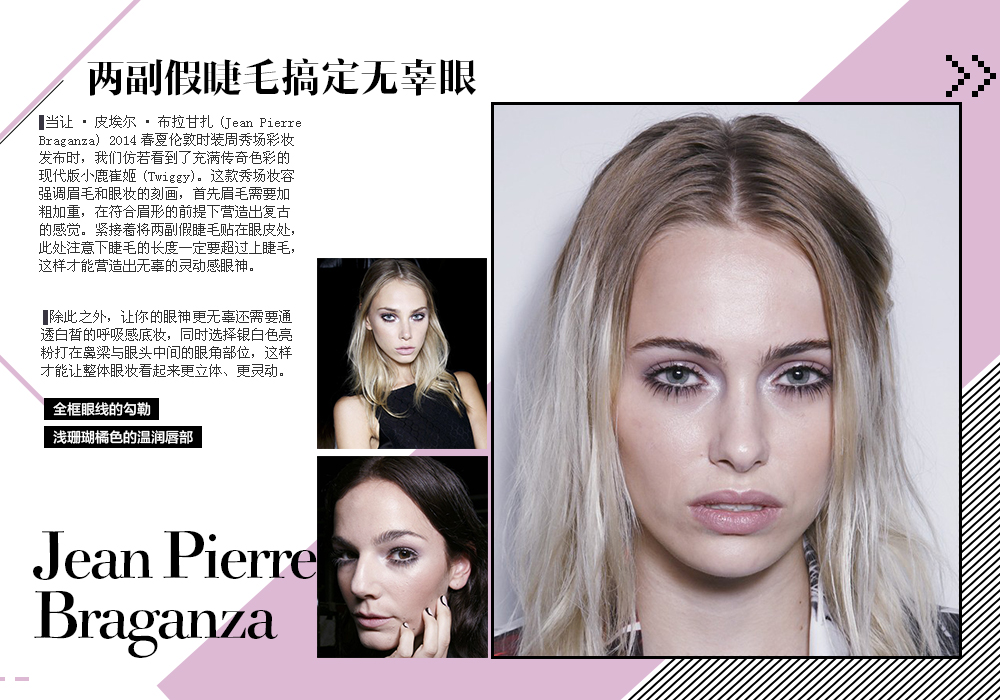 两副假睫毛搞定无辜眼
当让 · 皮埃尔 · 布拉甘扎 (Jean Pierre
Braganza) 2014 春夏伦敦时装周秀场彩妆
发布时，我们仿若看到了充满传奇色彩的
现代版小鹿崔姬 (Twiggy)。这款秀场妆容
强调眉毛和眼妆的刻画，首先眉毛需要加
粗加重，在符合眉形的前提下营造出复古
的感觉。紧接着将两副假睫毛贴在眼皮处，
此处注意下睫毛的长度一定要超过上睫毛，
这样才能营造出无辜的灵动感眼神。
除此之外，让你的眼神更无辜还需要通
透白皙的呼吸感底妆，同时选择银白色亮
粉打在鼻梁与眼头中间的眼角部位，这样
才能让整体眼妆看起来更立体、更灵动。
全框眼线的勾勒
浅珊瑚橘色的温润唇部
Jean Pierre
Braganza